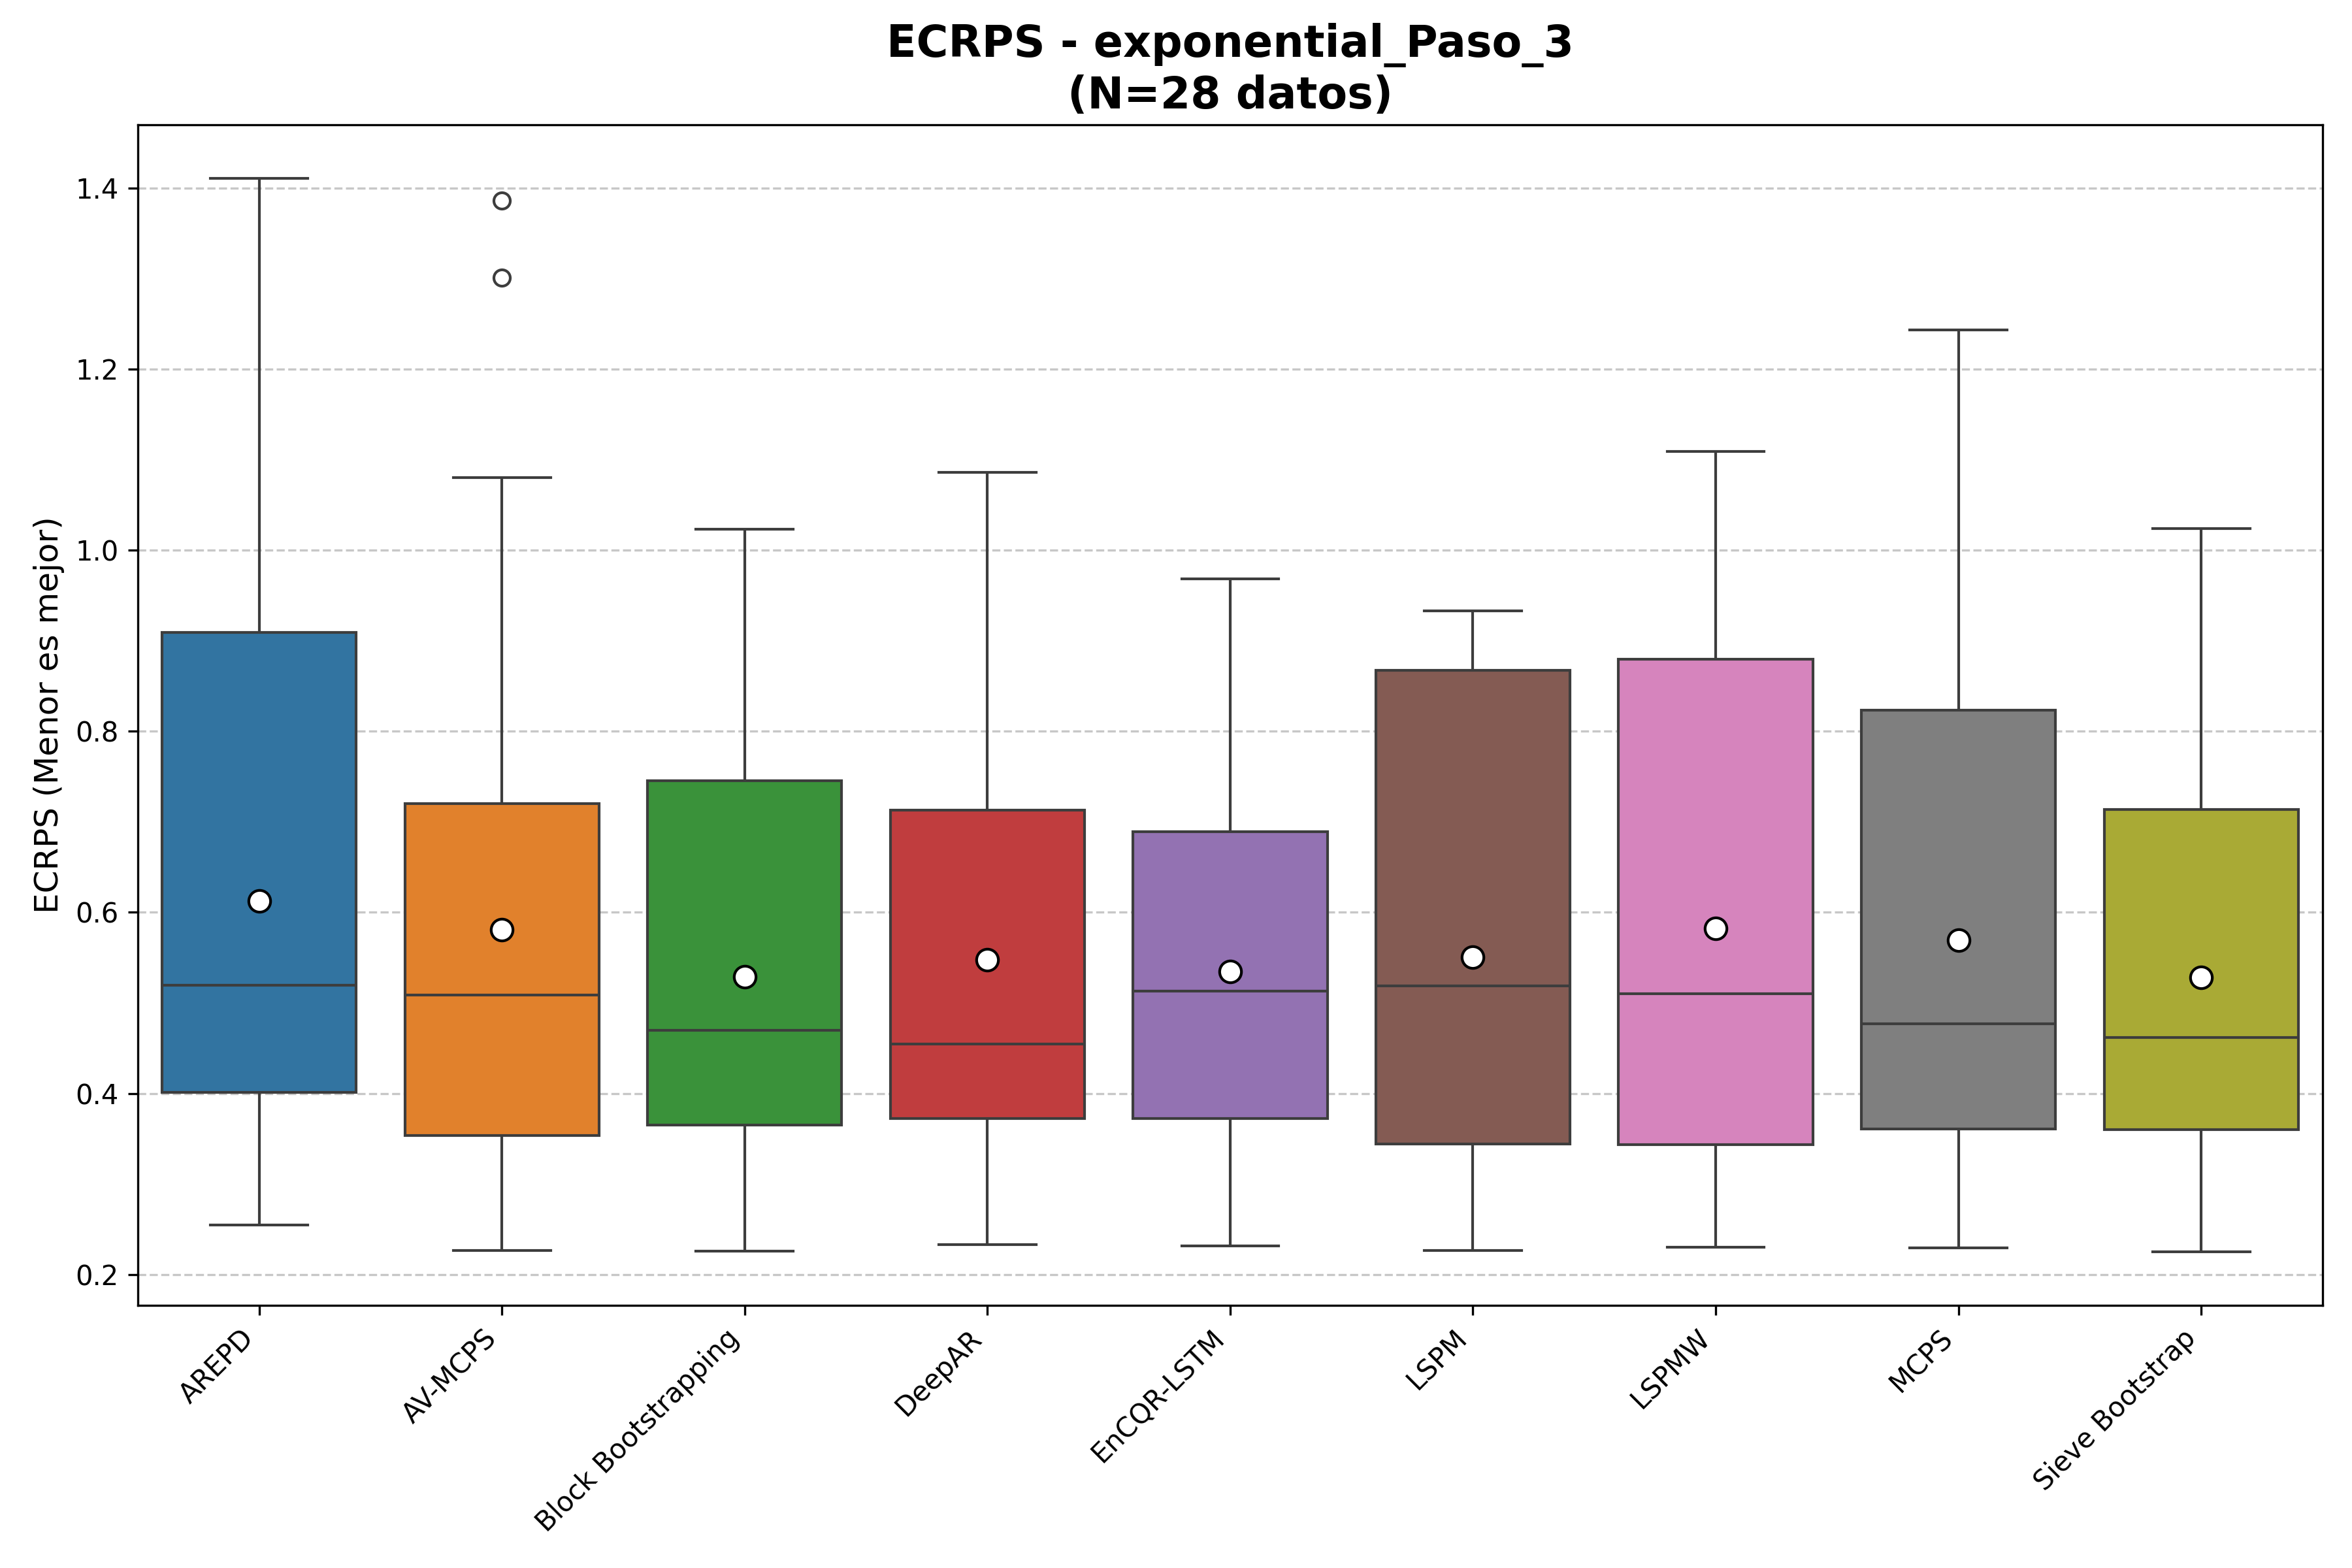 ECRPS - exponential_Paso_3
(N=28 datos)
ECRPS (Menor es mejor)
1.4
1.2
1.0
0.8
0.6
0.4
0.2
AREPD
AV-MCPS
Block Bootstrapping
DeepAR
EnCQR-LSTM
LSPM
LSPMW
MCPS
Sieve Bootstrap